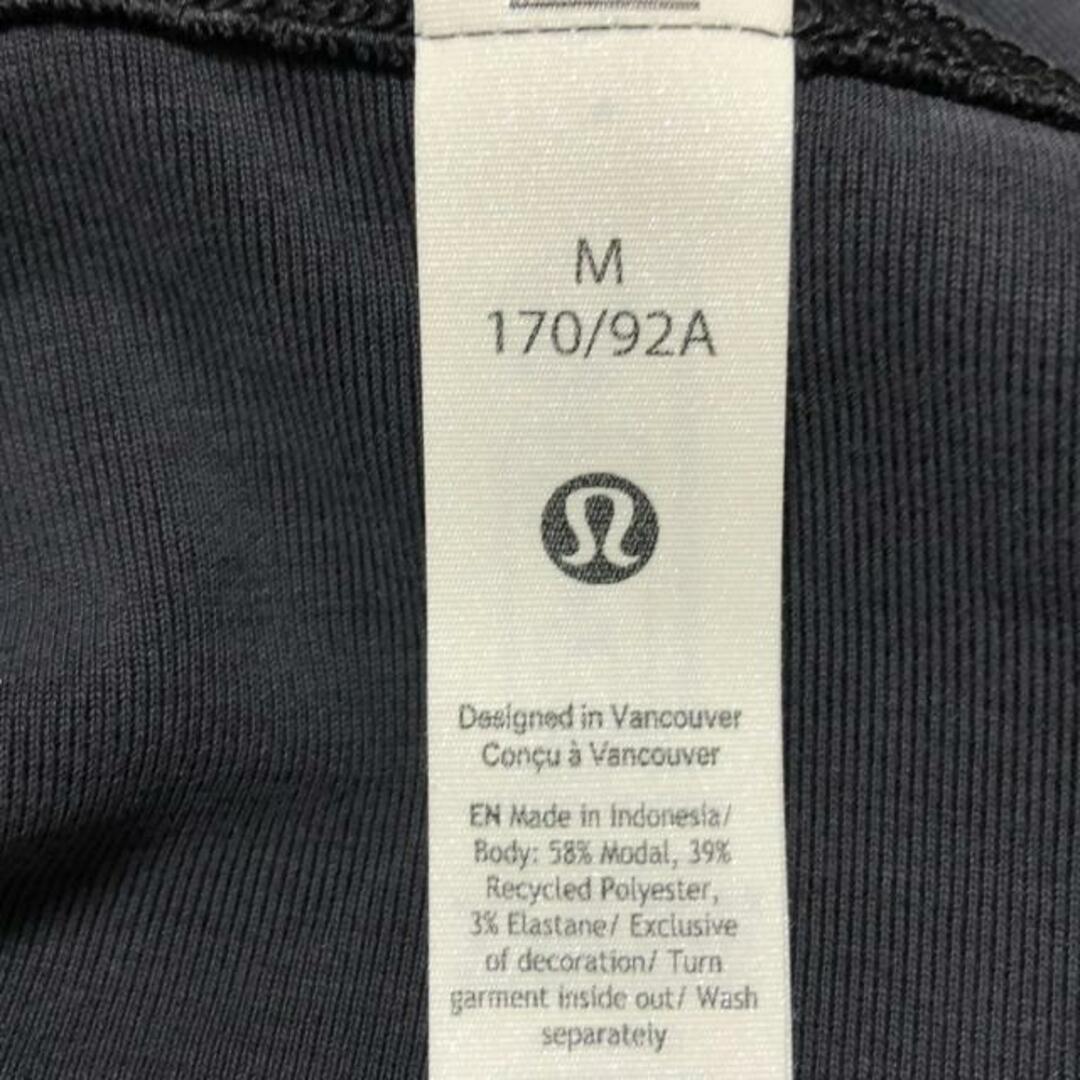 M
170/92A
Designed in Vancouver
Conçu à Vancouver
EN Made in Indonesia/
Body: 58% Modal, 39%
Recycled Polyester,
3% Elastane/ Exclusive
of decoration/ Turn
garment inside out/ Wash
separately